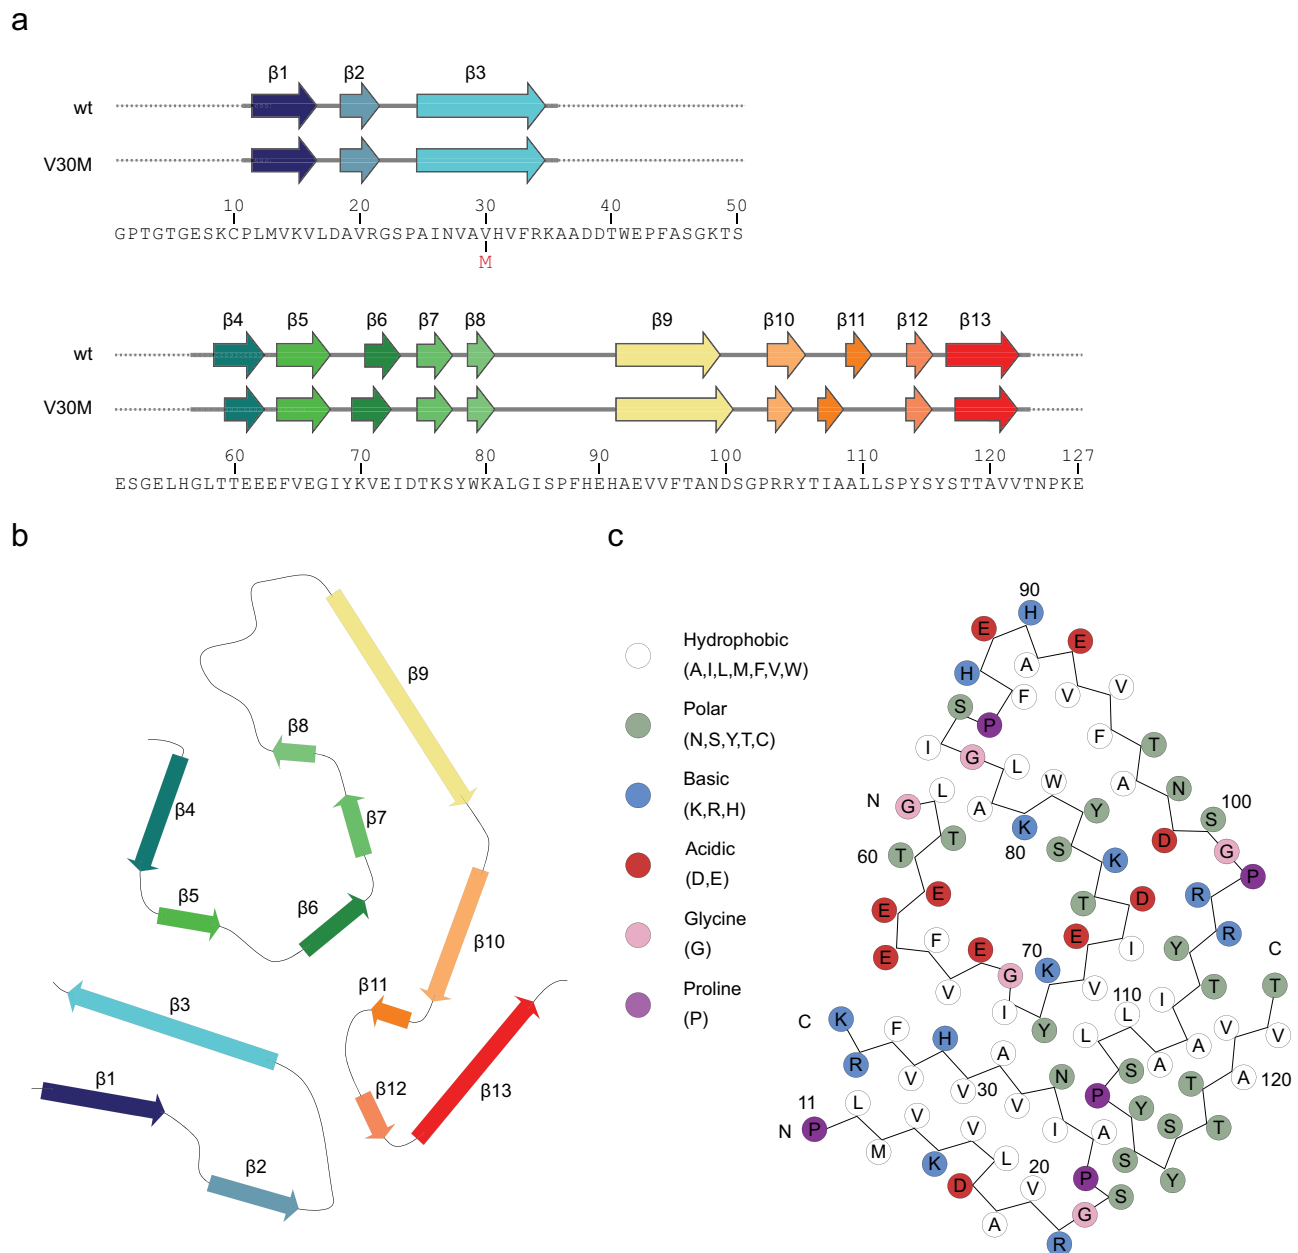 a
β1 β2 β3
wt
V30M
10 20 30 40 50
GPTGTGESKCPLMVKVLDAVRGSPAINVAVHVFRKAADDTWEPFASGKTS
M
β4 β5 β6 β7 β8 β9 β10 β11 β12 β13
wt
V30M
60 70 80 90 100 110 120 127
ESGELHGLTTEEEFVEGIYKVEIDTKSYWKALGISPFHEHAEVVFTANDSGPRRYTIAALLSPYSYSTTAVVTNPKE
b
β9
β8
β4
β7
β5
β6
β10
β11
β3
β1
β12
β13
β2
c
Hydrophobic
(A,I,L,M,F,V,W)
Polar
(N,S,Y,T,C)
Basic
(K,R,H)
Acidic
(D,E)
Glycine
(G)
Proline
(P)
N 11
P L M V K V L D A V R G S P A I N V A V H V F R K
20 30
C
N
G L T T E E E F V E G I Y K V E I D T K S Y W K A L G I S P F H E H A E V V F T A N D S G P R R Y T I A A L L S P Y S Y S T T A V V T
60 70 80 90 100 110 120
C